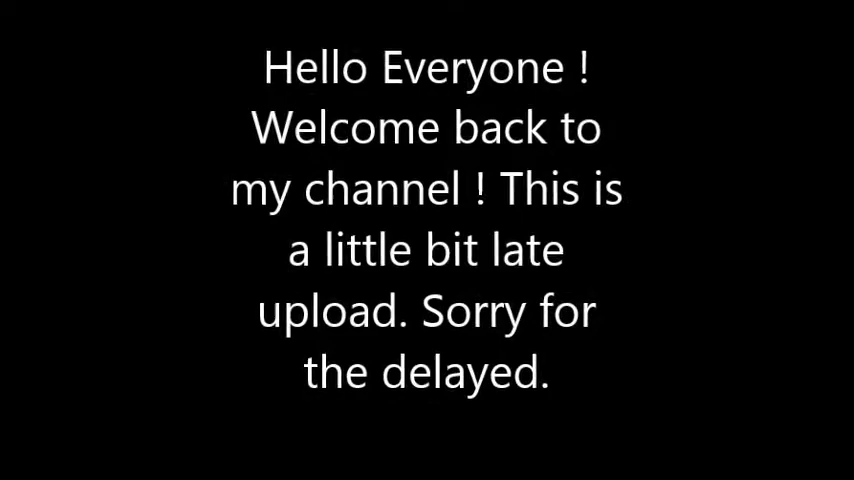 Hello Everyone !
Welcome back to
my channel ! This is
a little bit late
upload. Sorry for
the delayed.